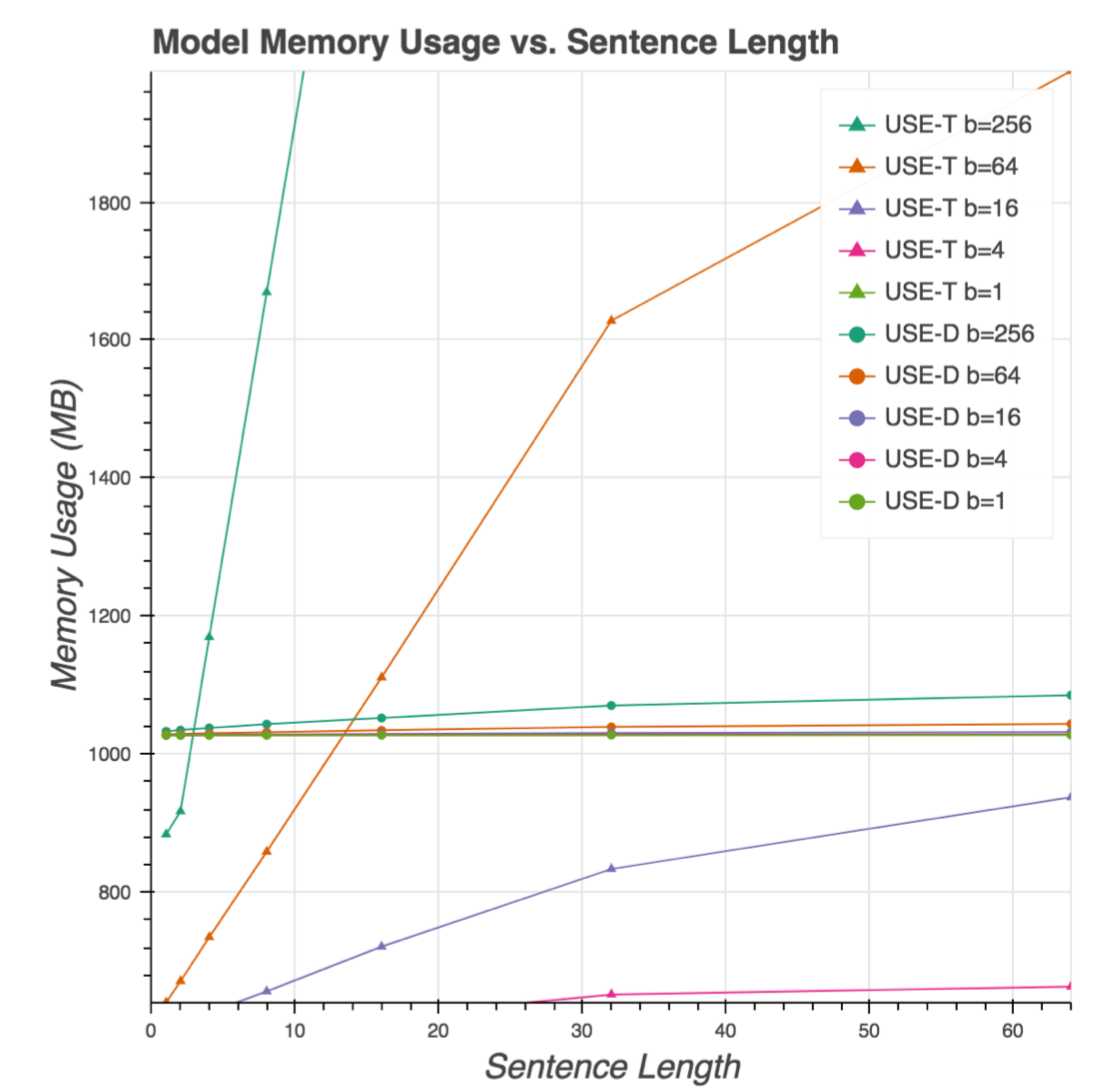 Model Memory Usage vs. Sentence Length
USE-T b=256
USE-T b=64
USE-T b=16
USE-T b=4
USE-T b=1
USE-D b=256
USE-D b=64
USE-D b=16
USE-D b=4
USE-D b=1
Memory Usage (MB)
1800
1600
1400
1200
1000
800
0 10 20 30 40 50 60
Sentence Length